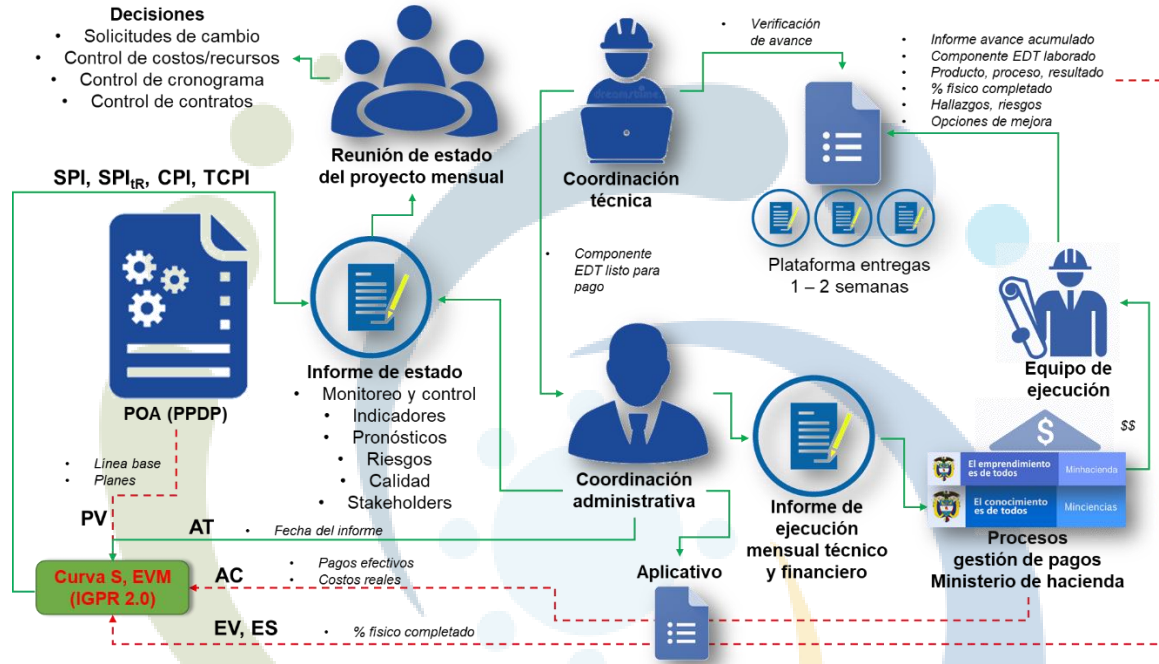 Decisiones
• Solicitudes de cambio
• Control de costos/recursos
• Control de cronograma
• Control de contratos
Reunión de estado
del proyecto mensual
dreamstime
Coordinación
técnica
• Verificación
de avance
• Informe avance acumulado
• Componente EDT laborado
• Producto, proceso, resultado
• % físico completado
• Hallazgos, riesgos
• Opciones de mejora
Plataforma entregas
1 – 2 semanas
SPI, SPItR, CPI, TCPI
POA (PPDP)
• Línea base
• Planes
Informe de estado
• Monitoreo y control
• Indicadores
• Pronósticos
• Riesgos
• Calidad
• Stakeholders
• Componente
EDT listo para
pago
Coordinación
administrativa
Informe de
ejecución
mensual técnico
y financiero
Equipo de
ejecución
$
$$
El emprendimiento
es de todos
Minhacienda
El conocimiento
es de todos
Minciencias
Procesos
gestión de pagos
Ministerio de hacienda
PV
AT
• Fecha del informe
Curva S, EVM
(IGPR 2.0)
AC
• Pagos efectivos
• Costos reales
Aplicativo
EV, ES
• % físico completado